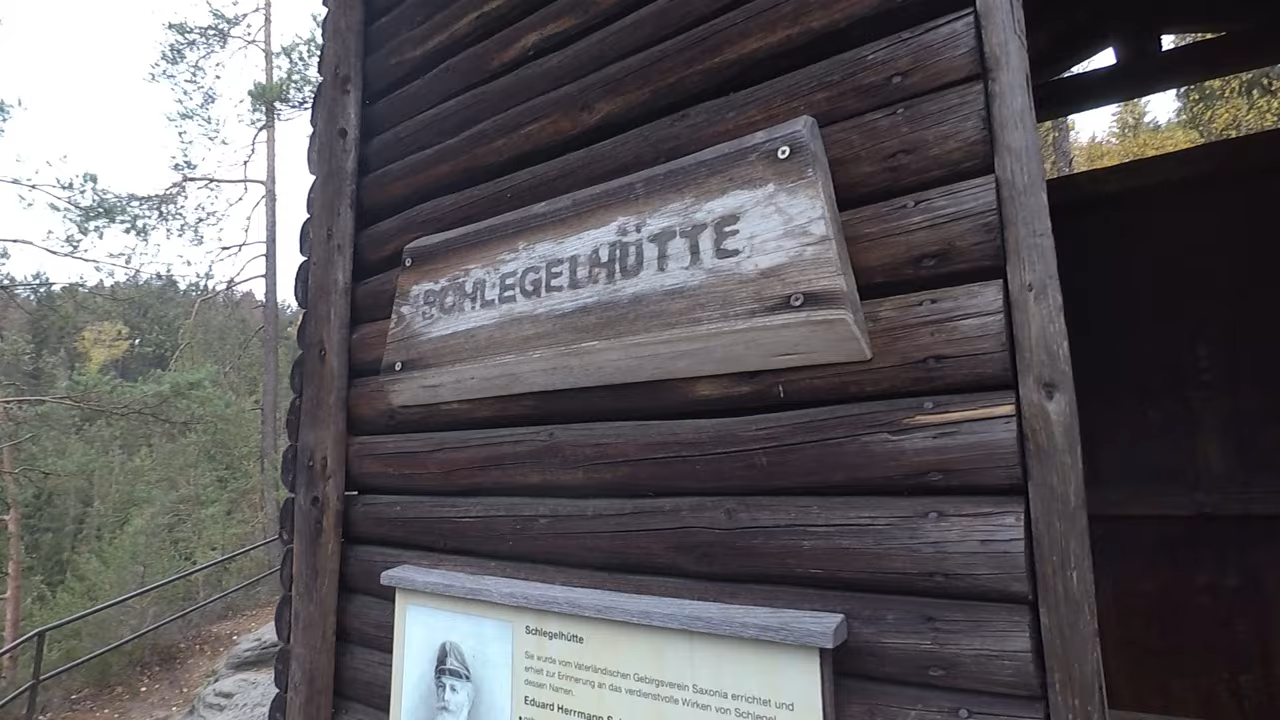 SCHLEGELHÜTTE
Schlegelhütte
Sie wurde vom Vaterländischen Gebirgsverein Saxonia errichtet und
erhielt zur Erinnerung an das verdienstvolle Wirken von Schlegel
dessen Namen.
Eduard Herrmann